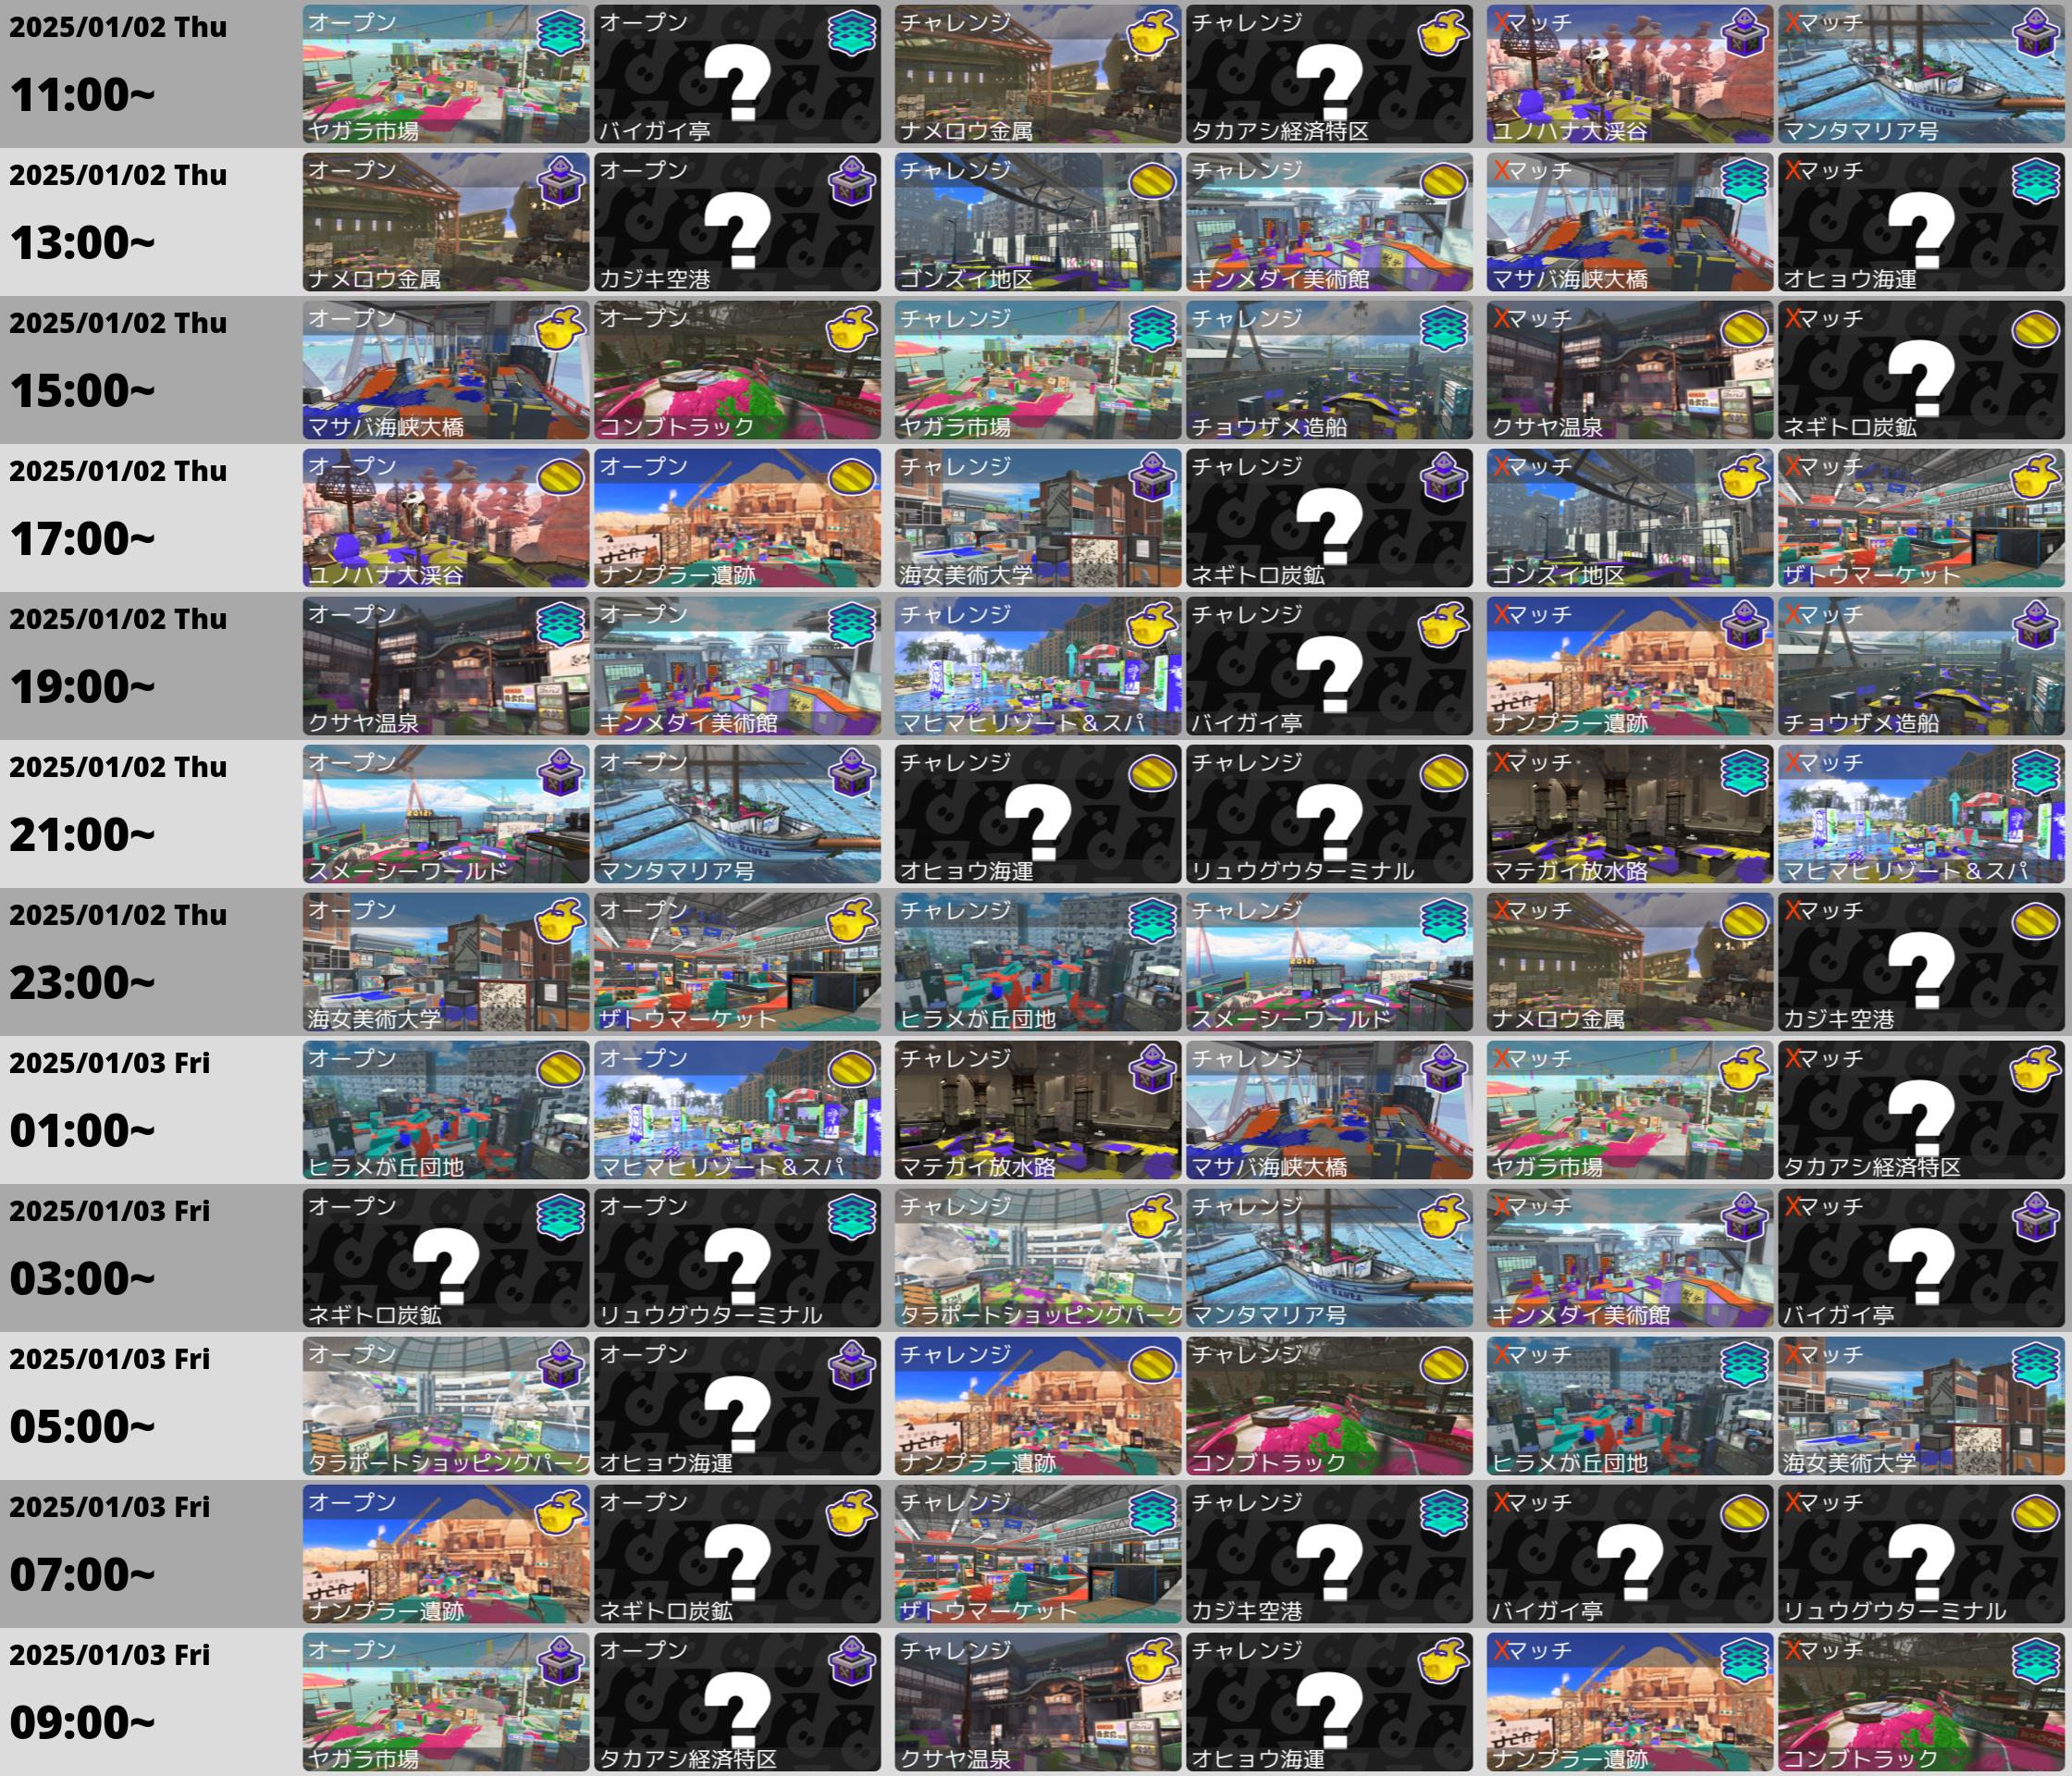 2025/01/02 Thu
11:00~
オープン
ヤガラ市場
オープン
バイガイ亭
チャレンジ
ナメロウ金属
チャレンジ
タカアシ経済特区
Xマッチ
ユノハナ大渓谷
Xマッチ
マンタマリア号
2025/01/02 Thu
13:00~
オープン
ナメロウ金属
オープン
カジキ空港
チャレンジ
ゴンズイ地区
チャレンジ
キンメダイ美術館
Xマッチ
マサバ海峡大橋
Xマッチ
オヒョウ海運
2025/01/02 Thu
15:00~
オープン
マサバ海峡大橋
オープン
コンブトラック
チャレンジ
ヤガラ市場
チャレンジ
チョウザメ造船
Xマッチ
クサヤ温泉
Xマッチ
ネギトロ炭鉱
2025/01/02 Thu
17:00~
オープン
ユノハナ大渓谷
オープン
ナンプラー遺跡
チャレンジ
海女美術大学
チャレンジ
ネギトロ炭鉱
Xマッチ
ゴンズイ地区
Xマッチ
ザトウマーケット
2025/01/02 Thu
19:00~
オープン
クサヤ温泉
オープン
キンメダイ美術館
チャレンジ
マヒマヒリゾート＆スパ
チャレンジ
バイガイ亭
Xマッチ
ナンプラー遺跡
Xマッチ
チョウザメ造船
2025/01/02 Thu
21:00~
オープン
スメーシーワールド
オープン
マンタマリア号
チャレンジ
オヒョウ海運
チャレンジ
リュウグウターミナル
Xマッチ
マテガイ放水路
Xマッチ
マヒマヒリゾート＆スパ
2025/01/02 Thu
23:00~
オープン
海女美術大学
オープン
ザトウマーケット
チャレンジ
ヒラメが丘団地
チャレンジ
スメーシーワールド
Xマッチ
ナメロウ金属
Xマッチ
カジキ空港
2025/01/03 Fri
01:00~
オープン
ヒラメが丘団地
オープン
マヒマヒリゾート＆スパ
チャレンジ
マテガイ放水路
チャレンジ
マサバ海峡大橋
Xマッチ
ヤガラ市場
Xマッチ
タカアシ経済特区
2025/01/03 Fri
03:00~
オープン
ネギトロ炭鉱
オープン
リュウグウターミナル
チャレンジ
タラポートショッピングパーク
チャレンジ
マンタマリア号
Xマッチ
キンメダイ美術館
Xマッチ
バイガイ亭
2025/01/03 Fri
05:00~
オープン
タラポートショッピングパーク
オープン
オヒョウ海運
チャレンジ
ナンプラー遺跡
チャレンジ
コンブトラック
Xマッチ
ヒラメが丘団地
Xマッチ
海女美術大学
2025/01/03 Fri
07:00~
オープン
ナンプラー遺跡
オープン
ネギトロ炭鉱
チャレンジ
ザトウマーケット
チャレンジ
カジキ空港
Xマッチ
バイガイ亭
Xマッチ
リュウグウターミナル
2025/01/03 Fri
09:00~
オープン
ヤガラ市場
オープン
タカアシ経済特区
チャレンジ
クサヤ温泉
チャレンジ
オヒョウ海運
Xマッチ
ナンプラー遺跡
Xマッチ
コンブトラック